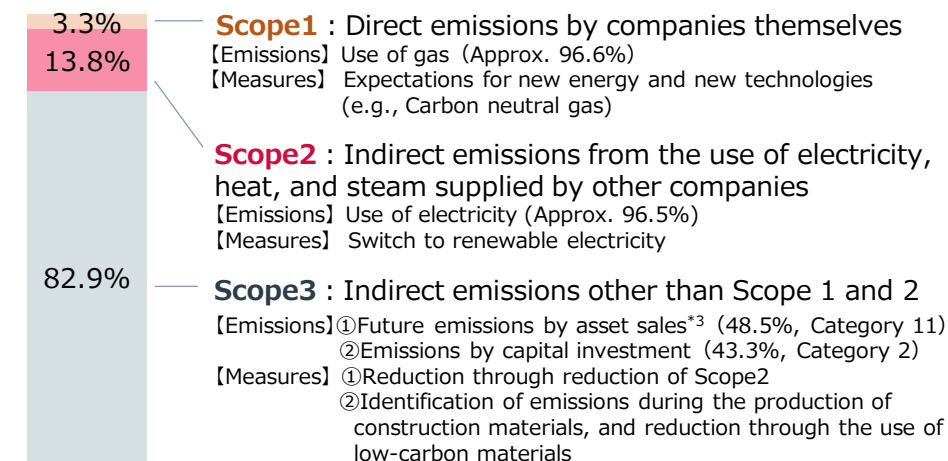 3.3%
13.8%
82.9%
Scope1：Direct emissions by companies themselves
【Emissions】Use of gas（Approx. 96.6%）
【Measures】 Expectations for new energy and new technologies
(e.g., Carbon neutral gas)
Scope2：Indirect emissions from the use of electricity,
heat, and steam supplied by other companies
【Emissions】Use of electricity (Approx. 96.5%)
【Measures】 Switch to renewable electricity
Scope3：Indirect emissions other than Scope 1 and 2
【Emissions】①Future emissions by asset sales*3（48.5%, Category 11）
②Emissions by capital investment（43.3%, Category 2）
【Measures】①Reduction through reduction of Scope2
②Identification of emissions during the production of
construction materials, and reduction through the use of
low-carbon materials